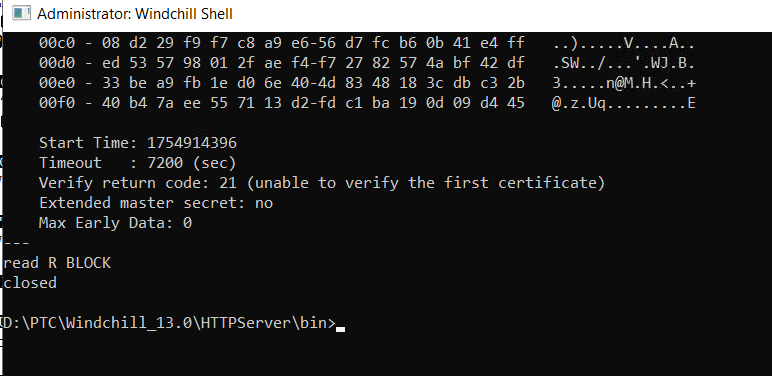 Administrator: Windchill Shell
00c0 - 08 d2 29 f9 f7 c8 a9 e6-56 d7 fc b6 0b 41 e4 ff   ..).....V....A..
00d0 - ed 53 57 98 01 2f ae f4-f7 27 82 57 4a bf 42 df   .SW../...'.WJ.B.
00e0 - 33 be a9 fb 1e d0 6e 40-4d 83 48 18 3c db c3 2b   3.....n@M.H.<..+
00f0 - 40 b4 7a ee 55 71 13 d2-fd c1 ba 19 0d 09 d4 45   @.z.Uq.........E
Start Time: 1754914396
Timeout   : 7200 (sec)
Verify return code: 21 (unable to verify the first certificate)
Extended master secret: no
Max Early Data: 0
---
read R BLOCK
closed
D:\PTC\Windchill_13.0\HTTPServer\bin>